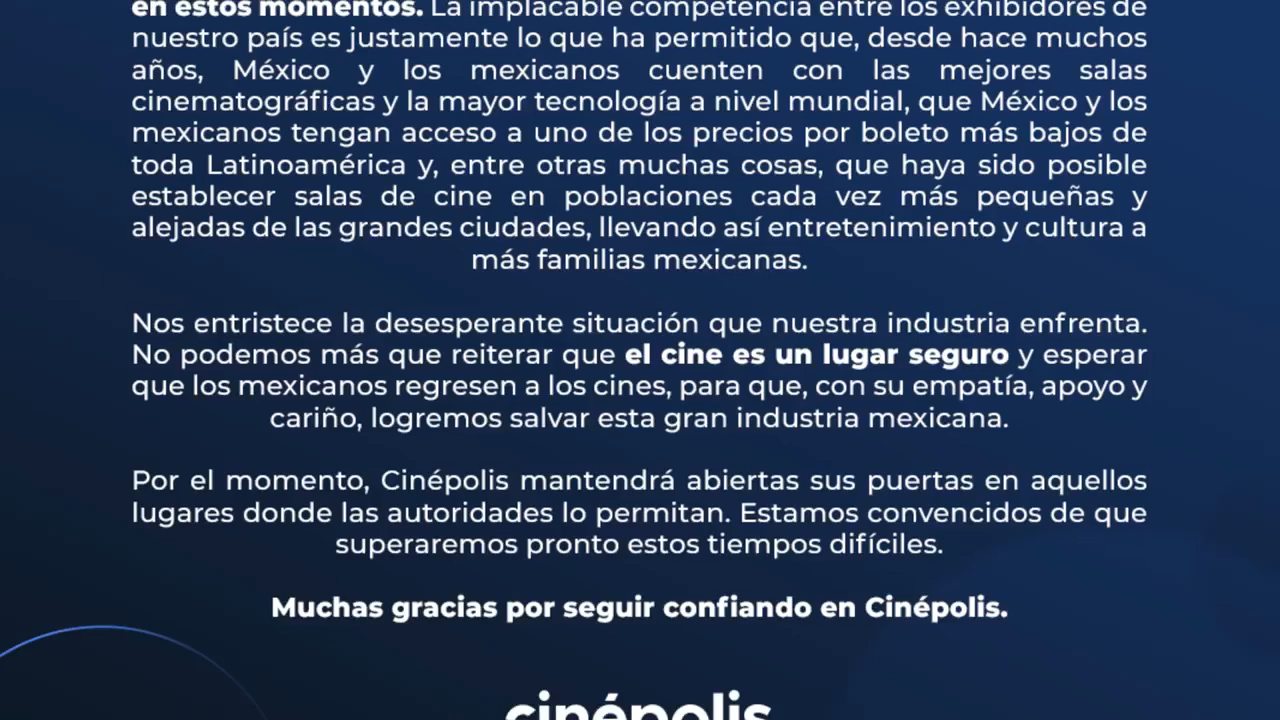 en estos momentos. La implacable competencia entre los exhibidores de
nuestro país es justamente lo que ha permitido que, desde hace muchos
años, México y los mexicanos cuenten con las mejores salas
cinematográficas y la mayor tecnología a nivel mundial, que México y los
mexicanos tengan acceso a uno de los precios por boleto más bajos de
toda Latinoamérica y, entre otras muchas cosas, que haya sido posible
establecer salas de cine en poblaciones cada vez más pequeñas y
alejadas de las grandes ciudades, llevando así entretenimiento y cultura a
más familias mexicanas.
Nos entristece la desesperante situación que nuestra industria enfrenta.
No podemos más que reiterar que el cine es un lugar seguro y esperar
que los mexicanos regresen a los cines, para que, con su empatía, apoyo y
cariño, logremos salvar esta gran industria mexicana.
Por el momento, Cinépolis mantendrá abiertas sus puertas en aquellos
lugares donde las autoridades lo permitan. Estamos convencidos de que
superaremos pronto estos tiempos difíciles.
Muchas gracias por seguir confiando en Cinépolis.
cinépolis